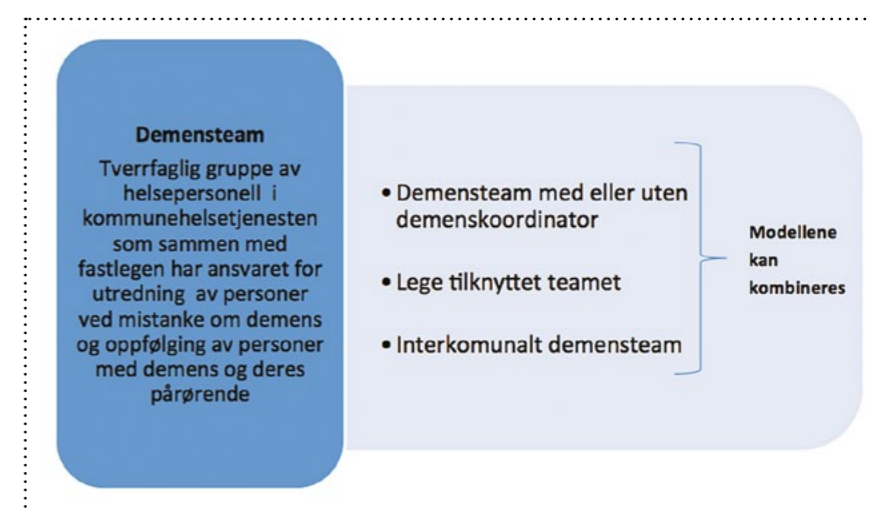 Demensteam
Tverrfaglig gruppe av
helsepersonell i
kommunehelsetjenesten
som sammen med
fastlegen har ansvaret for
utredning av personer
ved mistanke om demens
og oppfølging av personer
med demens og deres
pårørende
• Demensteam med eller uten
demenskoordinator
• Lege tilknyttet teamet
• Interkomunalt demensteam
Modellene
kan
kombineres